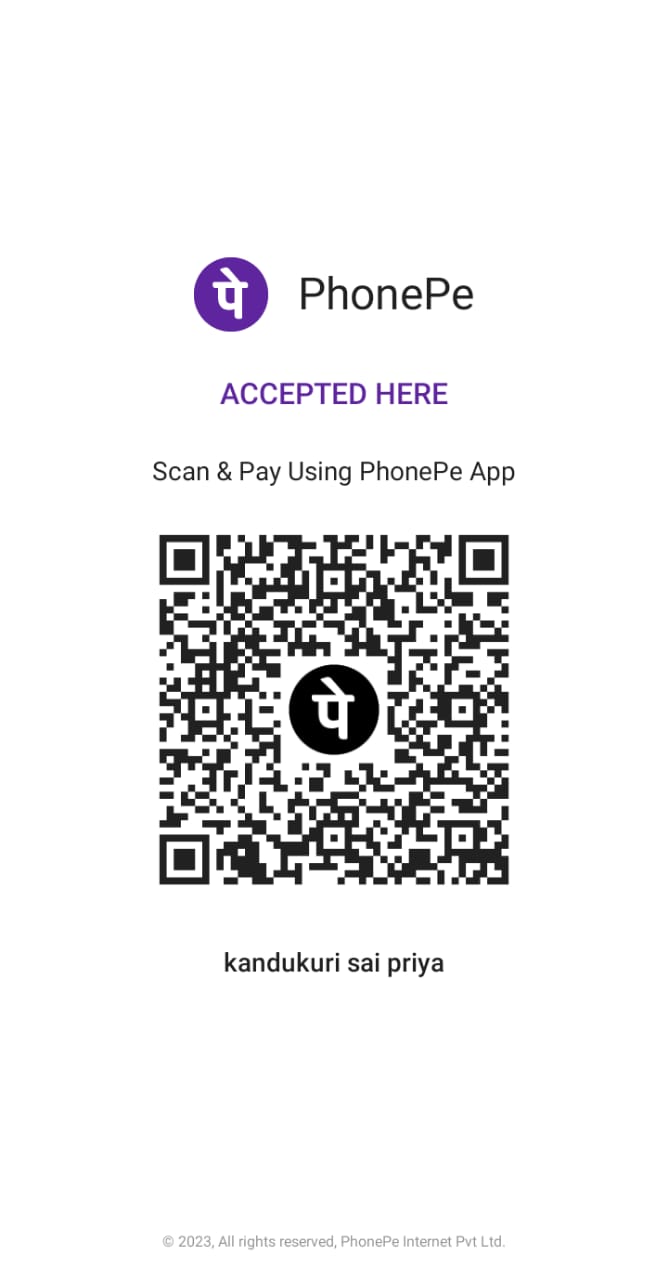 पे PhonePe
ACCEPTED HERE
Scan & Pay Using PhonePe App
पे
kandukuri sai priya
© 2023, All rights reserved, PhonePe Internet Pvt Ltd.